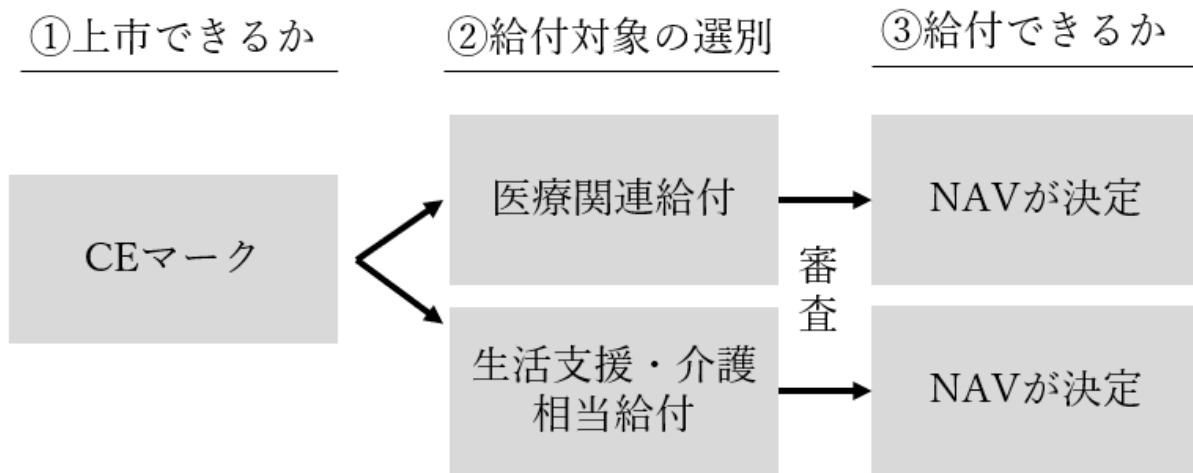 ①上市できるか
②給付対象の選別
③給付できるか
CEマーク
医療関連給付
生活支援・介護
相当給付
審
査
NAVが決定
NAVが決定